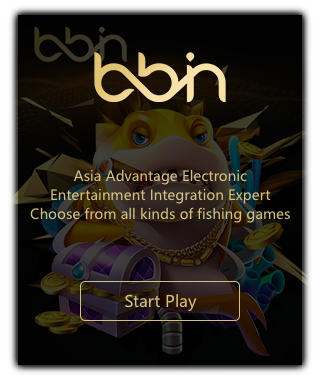 bbin
bbin
Asia Advantage Electronic
Entertainment Integration Expert
Choose from all kinds of fishing games
Start Play